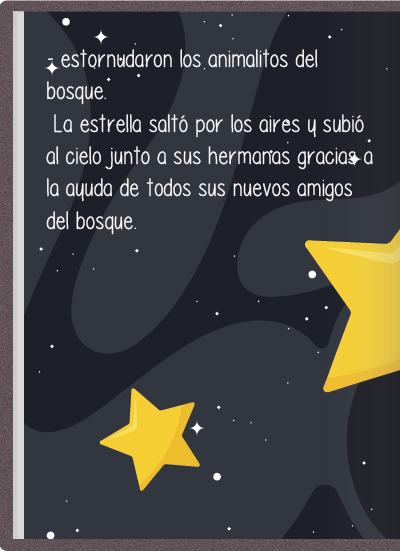 - estornudaron los animalitos del
bosque.
La estrella saltó por los aires y subió
al cielo junto a sus hermanas gracias a
la ayuda de todos sus nuevos amigos
del bosque.